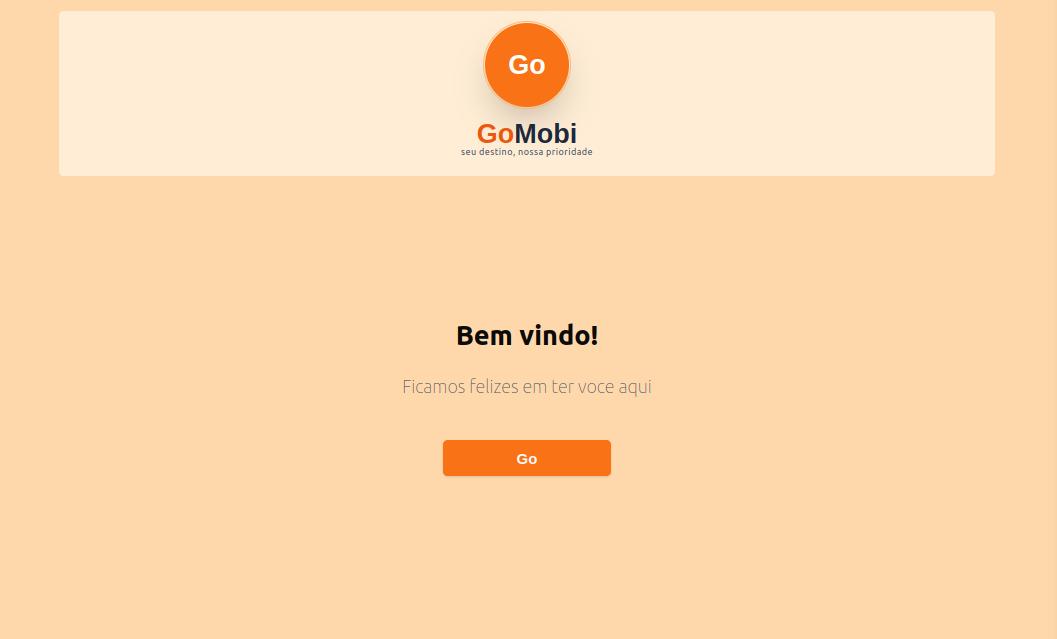 Go
GoMobi
seu destino, nossa prioridade
Bem vindo!
Ficamos felizes em ter voce aqui
Go